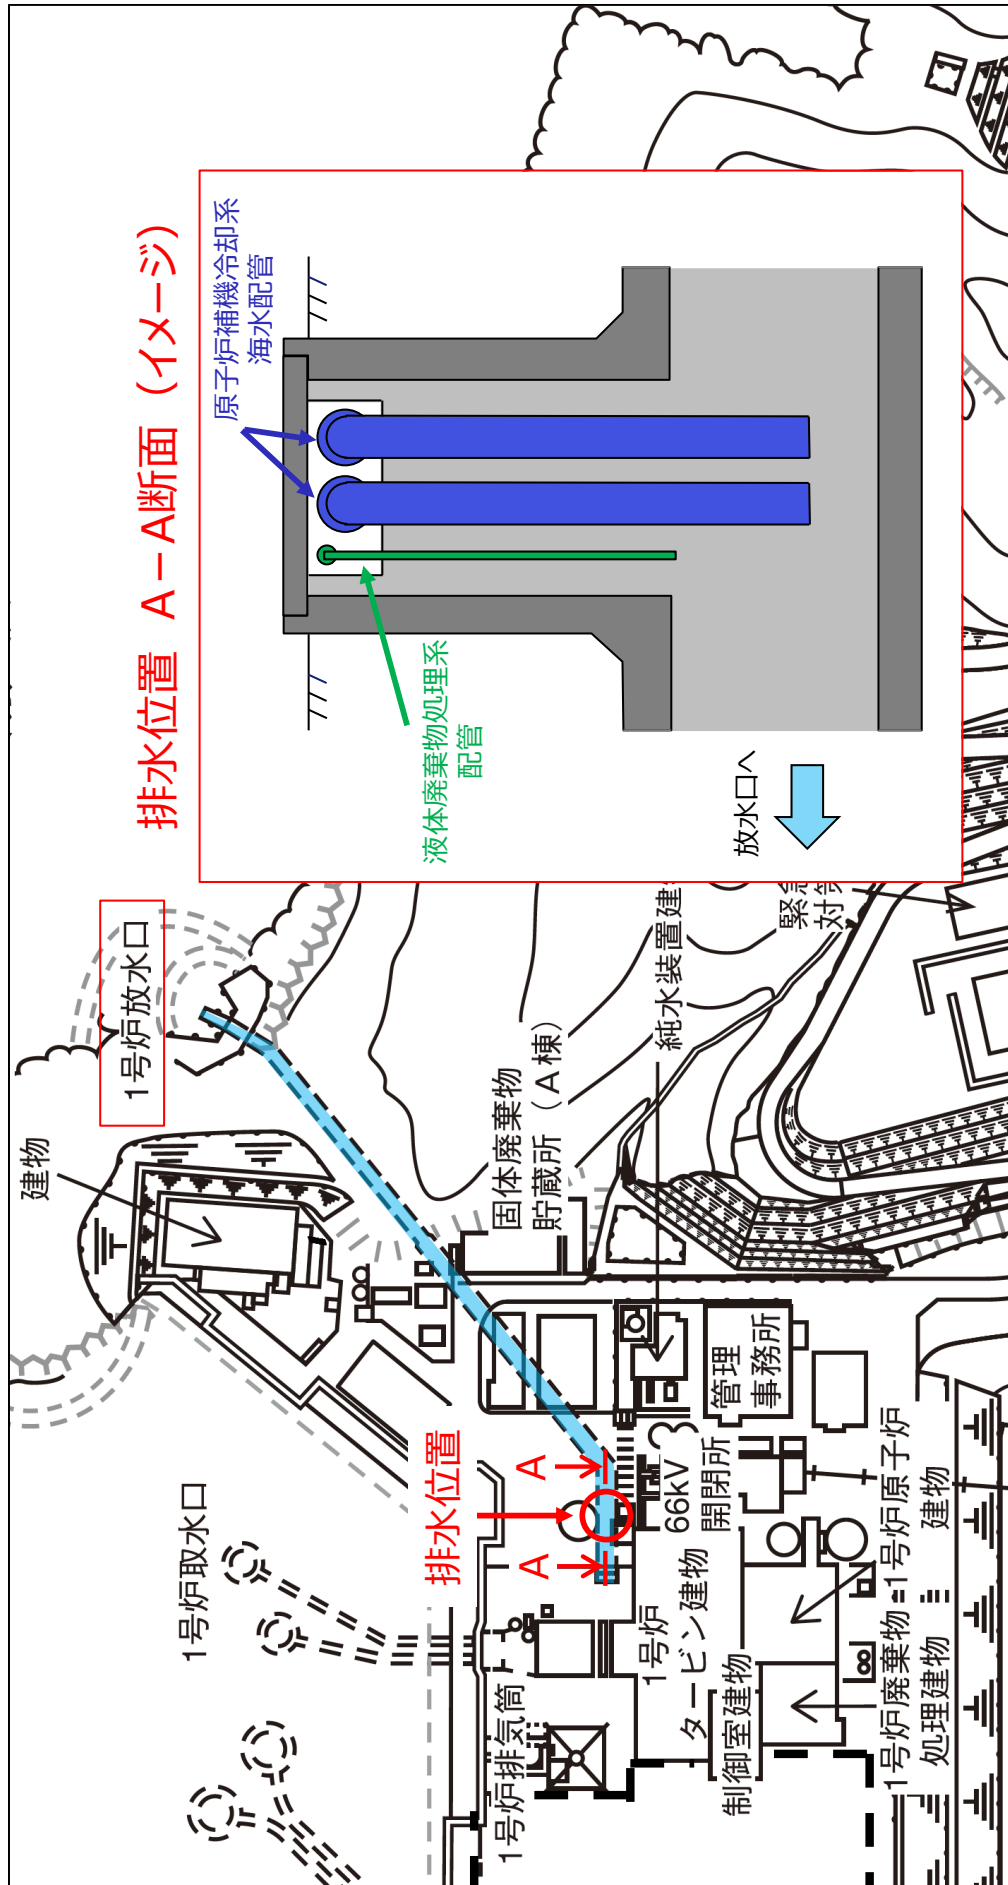 排水位置 A－A断面（イメージ）
原子炉補機冷却系
海水配管
液体廃棄物処理系
配管
放水口へ
1号炉放水口
建物
1号炉取水口
排水位置
A
A
固体廃棄物
貯蔵所（A棟）
純水装置建
緊急
対
管理
事務所
66kV
開閉所
1号炉
タービン建物
制御室建物
1号炉排気筒
1号炉原子炉
建物
1号炉廃棄物
処理建物